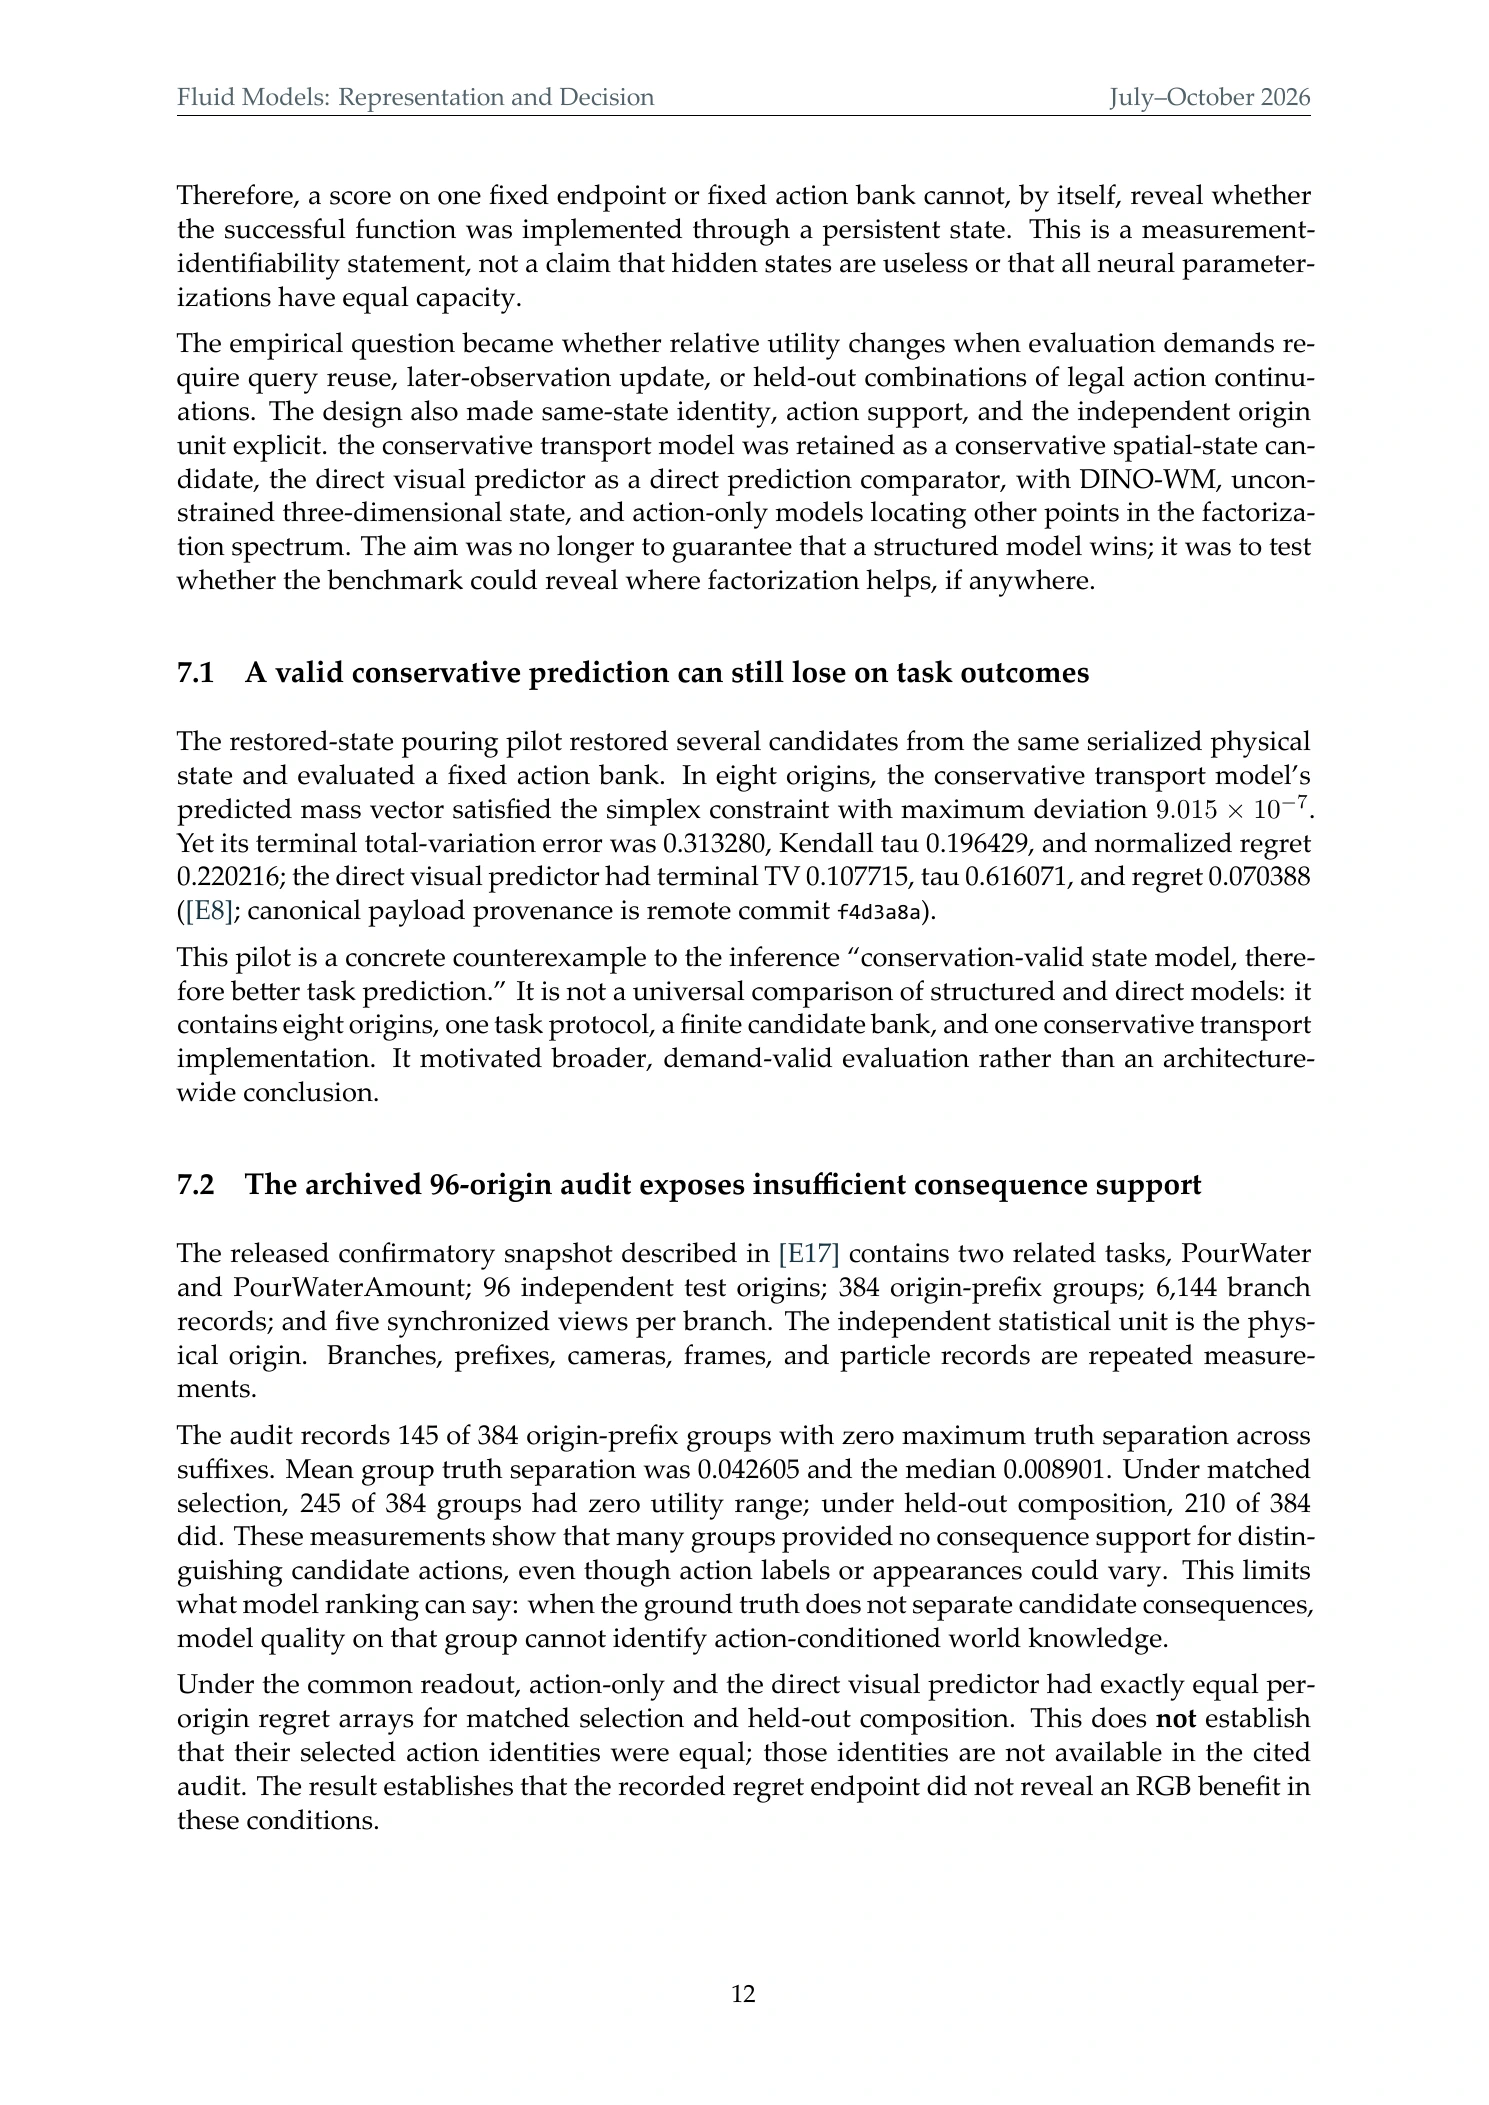 Fluid Models: Representation and Decision July–October 2026
Therefore, a score on one fixed endpoint or fixed action bank cannot, by itself, reveal whether
the successful function was implemented through a persistent state. This is a measurement-
identifiability statement, not a claim that hidden states are useless or that all neural parameter-
izations have equal capacity.
The empirical question became whether relative utility changes when evaluation demands re-
quire query reuse, later-observation update, or held-out combinations of legal action continu-
ations. The design also made same-state identity, action support, and the independent origin
unit explicit. the conservative transport model was retained as a conservative spatial-state can-
didate, the direct visual predictor as a direct prediction comparator, with DINO-WM, uncon-
strained three-dimensional state, and action-only models locating other points in the factoriza-
tion spectrum. The aim was no longer to guarantee that a structured model wins; it was to test
whether the benchmark could reveal where factorization helps, if anywhere.
7.1 A valid conservative prediction can still lose on task outcomes
The restored-state pouring pilot restored several candidates from the same serialized physical
state and evaluated a fixed action bank. In eight origins, the conservative transport model's
predicted mass vector satisfied the simplex constraint with maximum deviation 9.015 × 10⁻⁷.
Yet its terminal total-variation error was 0.313280, Kendall tau 0.196429, and normalized regret
0.220216; the direct visual predictor had terminal TV 0.107715, tau 0.616071, and regret 0.070388
([E8]; canonical payload provenance is remote commit f4d3a8a).
This pilot is a concrete counterexample to the inference “conservation-valid state model, there-
fore better task prediction.” It is not a universal comparison of structured and direct models: it
contains eight origins, one task protocol, a finite candidate bank, and one conservative transport
implementation. It motivated broader, demand-valid evaluation rather than an architecture-
wide conclusion.
7.2 The archived 96-origin audit exposes insufficient consequence support
The released confirmatory snapshot described in [E17] contains two related tasks, PourWater
and PourWaterAmount; 96 independent test origins; 384 origin-prefix groups; 6,144 branch
records; and five synchronized views per branch. The independent statistical unit is the phys-
ical origin. Branches, prefixes, cameras, frames, and particle records are repeated measure-
ments.
The audit records 145 of 384 origin-prefix groups with zero maximum truth separation across
suffixes. Mean group truth separation was 0.042605 and the median 0.008901. Under matched
selection, 245 of 384 groups had zero utility range; under held-out composition, 210 of 384
did. These measurements show that many groups provided no consequence support for distin-
guishing candidate actions, even though action labels or appearances could vary. This limits
what model ranking can say: when the ground truth does not separate candidate consequences,
model quality on that group cannot identify action-conditioned world knowledge.
Under the common readout, action-only and the direct visual predictor had exactly equal per-
origin regret arrays for matched selection and held-out composition. This does not establish
that their selected action identities were equal; those identities are not available in the cited
audit. The result establishes that the recorded regret endpoint did not reveal an RGB benefit in
these conditions.
12